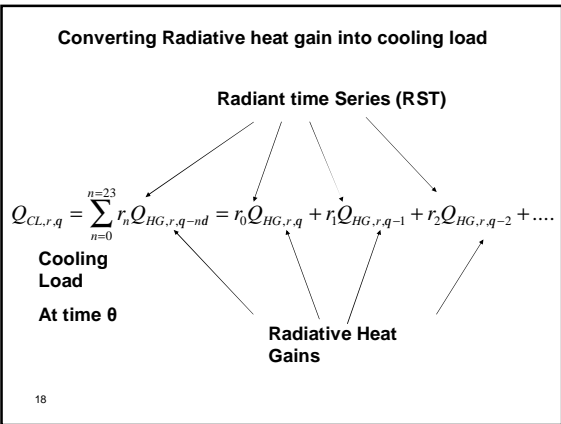 Converting Radiative heat gain into cooling load
Radiant time Series (RST)
Q_{CL,r,q} = \sum_{n=0}^{n=23} r_n Q_{HG,r,q-nd} = r_0 Q_{HG,r,q} + r_1 Q_{HG,r,q-1} + r_2 Q_{HG,r,q-2} + ....
Cooling
Load
At time θ
Radiative Heat
Gains
18